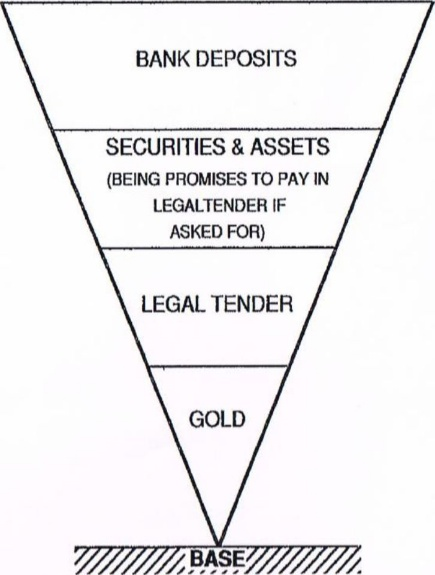 BANK DEPOSITS
SECURITIES & ASSETS
(BEING PROMISES TO PAY IN
LEGALTENDER IF
ASKED FOR)
LEGAL TENDER
GOLD
BASE